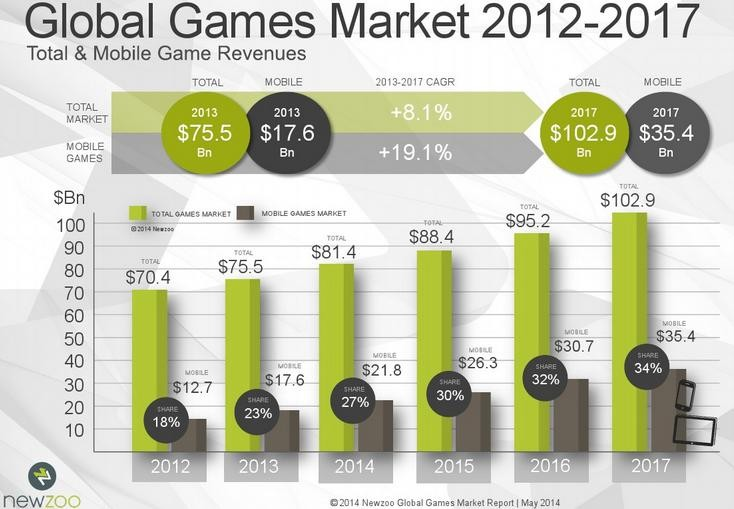 Global Games Market 2012-2017
Total & Mobile Game Revenues
TOTAL MOBILE 2013-2017 CAGR TOTAL MOBILE
TOTAL
MARKET
2013
$75.5
Bn
2013
$17.6
Bn
+8.1%
2017
$102.9
Bn
2017
$35.4
Bn
MOBILE
GAMES
+19.1%
$Bn
TOTAL GAMES MARKET MOBILE GAMES MARKET
©2014 Newzoo
100
90
80
70
60
50
40
30
20
10
TOTAL
$70.4
MOBILE
$12.7
SHARE
18%
2012
TOTAL
$75.5
MOBILE
$17.6
SHARE
23%
2013
TOTAL
$81.4
MOBILE
$21.8
SHARE
27%
2014
TOTAL
$88.4
MOBILE
$26.3
SHARE
30%
2015
TOTAL
$95.2
MOBILE
$30.7
SHARE
32%
2016
TOTAL
$102.9
MOBILE
$35.4
SHARE
34%
2017
newzoo
©2014 Newzoo Global Games Market Report | May 2014